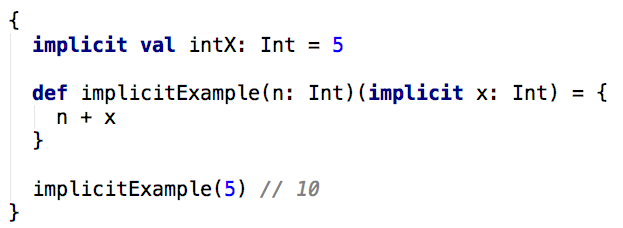 {
  implicit val intX: Int = 5

  def implicitExample(n: Int)(implicit x: Int) = {
    n + x
  }

  implicitExample(5) // 10
}